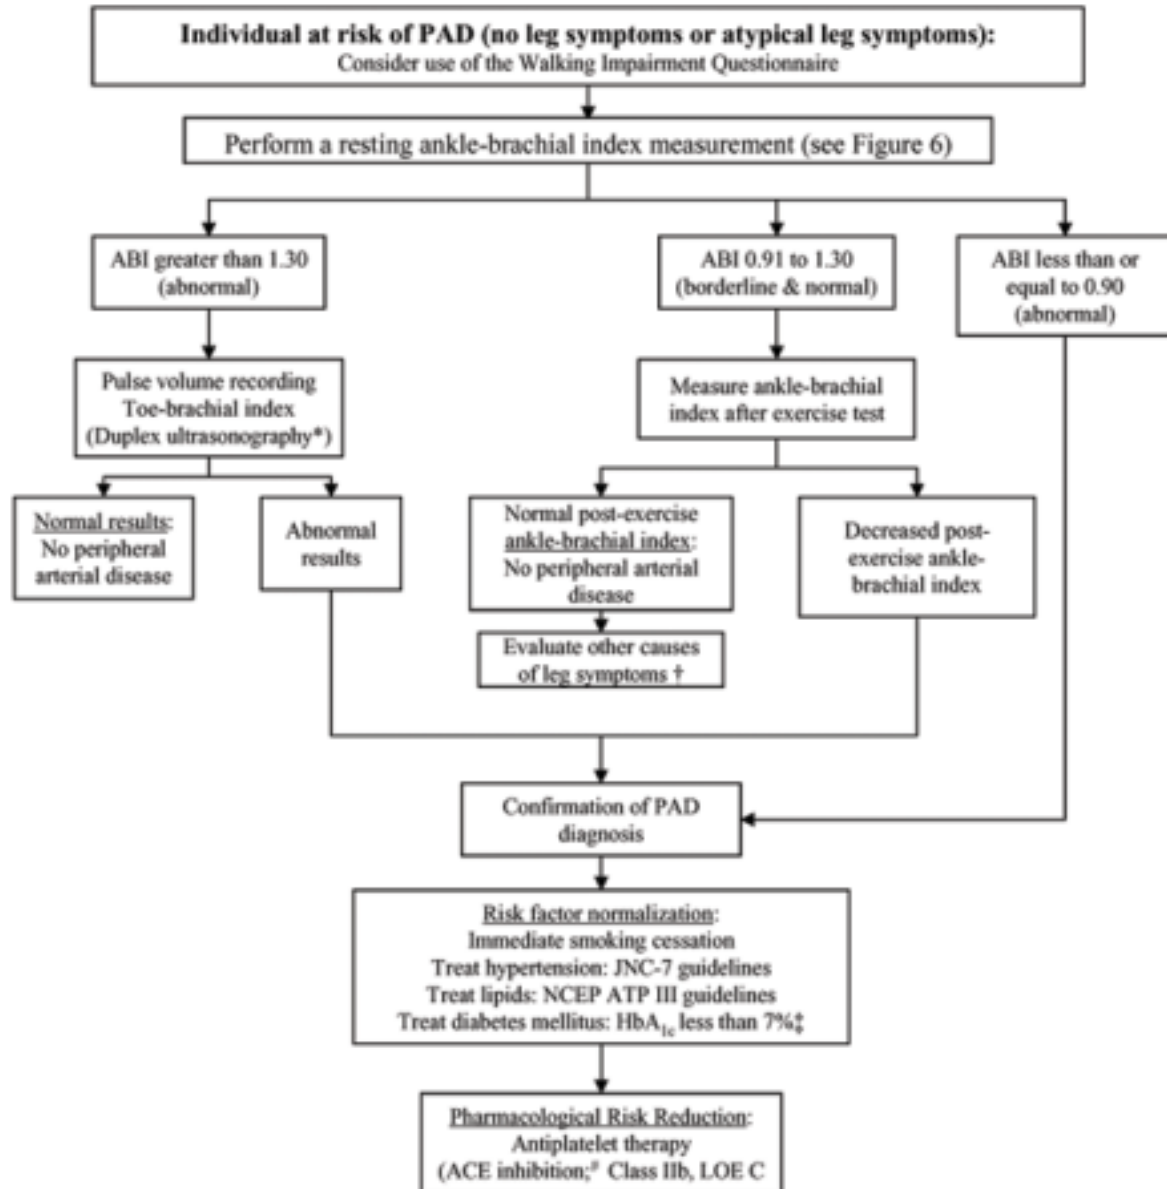 Individual at risk of PAD (no leg symptoms or atypical leg symptoms):
Consider use of the Walking Impairment Questionnaire
Perform a resting ankle-brachial index measurement (see Figure 6)
ABI greater than 1.30
(abnormal)
ABI 0.91 to 1.30
(borderline & normal)
ABI less than or
equal to 0.90
(abnormal)
Pulse volume recording
Toe-brachial index
(Duplex ultrasonography*)
Measure ankle-brachial
index after exercise test
Normal results:
No peripheral
arterial disease
Abnormal
results
Normal post-exercise
ankle-brachial index:
No peripheral arterial
disease
Decreased post-
exercise ankle-
brachial index
Evaluate other causes
of leg symptoms †
Confirmation of PAD
diagnosis
Risk factor normalization:
Immediate smoking cessation
Treat hypertension: JNC-7 guidelines
Treat lipids: NCEP ATP III guidelines
Treat diabetes mellitus: HbA1c less than 7%‡
Pharmacological Risk Reduction:
Antiplatelet therapy
(ACE inhibition;# Class IIb, LOE C